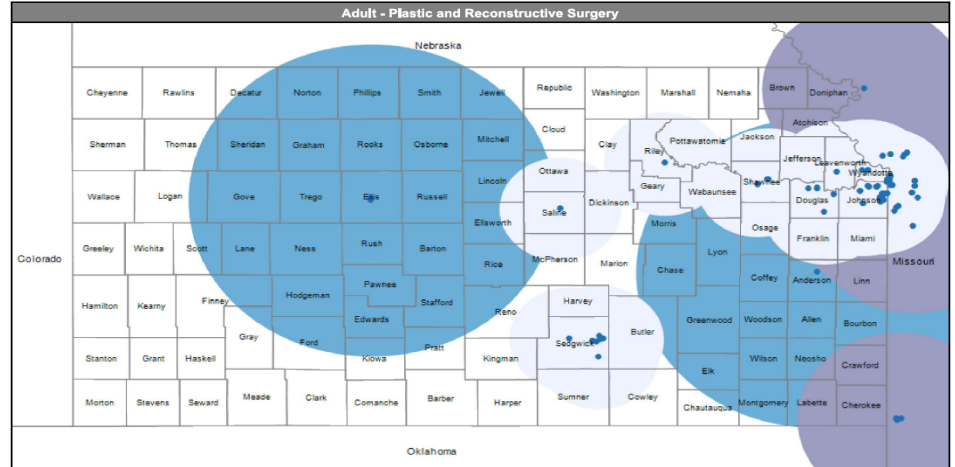 Adult - Plastic and Reconstructive Surgery
Nebraska
Cheyenne Rawlins Decatur Norton Phillips Smith Jewell Republic Washington Marshall Nemaha Brown Doniphan
Atchison
Sherman Thomas Sheridan Graham Rooks Osborne Mitchell Cloud Clay Riley Pottawatomie Jackson Jefferson Leavenworth
Wyandotte
Lincoln Ottawa Geary Wabaunsee Shawnee
Wallace Logan Gove Trego Ellis Russell Saline Dickinson Douglas Johnson
Ellsworth Morris Osage
Greeley Wichita Scott Lane Ness Rush Barton McPherson Marion Lyon Franklin Miami
Colorado Rice Chase Missouri
Pawnee Coffey Anderson Linn
Hamilton Kearny Finney Hodgeman Stafford Reno Harvey
Edwards Greenwood Woodson Allen Bourbon
Gray Ford Sedgwick Butler
Stanton Grant Haskell Kiowa Pratt Kingman Elk Wilson Neosho Crawford
Morton Stevens Seward Meade Clark Comanche Barber Harper Sumner Cowley Chautauqua Montgomery Labette Cherokee
Oklahoma